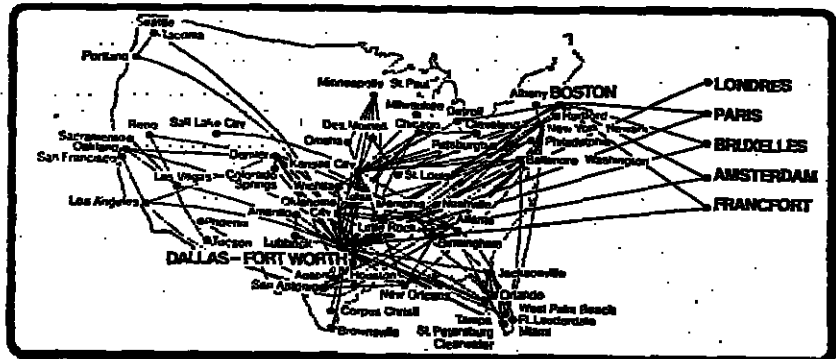 Seattle
Tacoma
Portland
Minneapolis St. Paul
Milwaukee
Detroit
Albany BOSTON
Hartford
New York Newark
Philadelphia
Baltimore Washington
Cleveland
Pittsburgh
Chicago
Des Moines
Omaha
Reno
Salt Lake City
Sacramento
Oakland
San Francisco
Denver
Kansas City
Colorado
Springs
Las Vegas
Wichita
St. Louis
Los Angeles
Tulsa
Oklahoma
City
Memphis
Nashville
Amarillo
Atlanta
Phoenix
Little Rock
Birmingham
Tucson
Lubbock
DALLAS-FORT WORTH
Austin
Houston
San Antonio
New Orleans
Jacksonville
Orlando
Corpus Christi
Brownsville
Tampa
St. Petersburg
Clearwater
West Palm Beach
Ft. Lauderdale
Miami
LONDRES
PARIS
BRUXELLES
AMSTERDAM
FRANCFORT